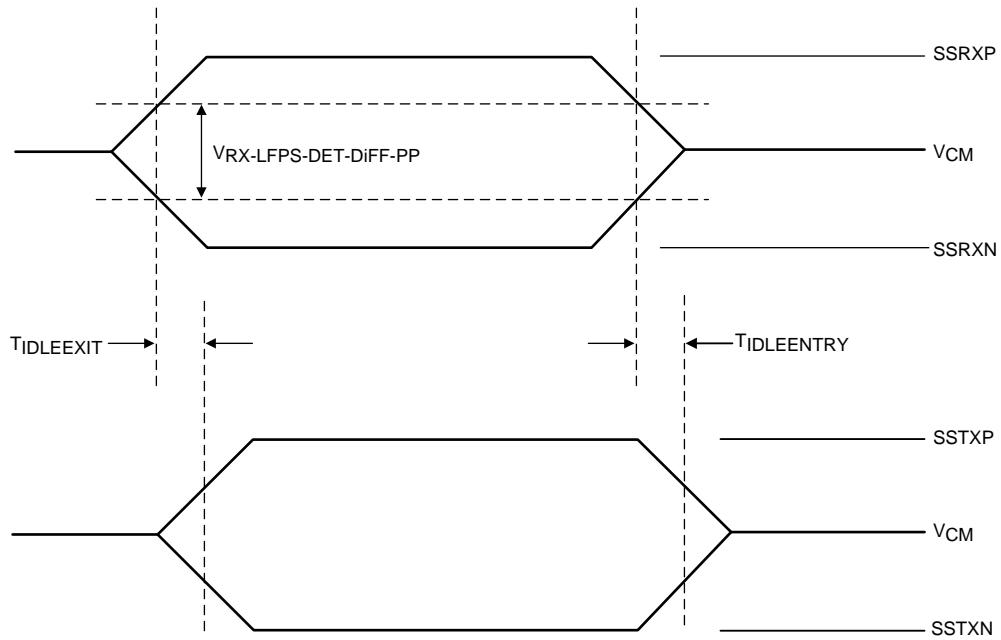 SSRXP
VRX-LFPS-DET-DiFF-PP
VCM
SSRXN
TIDLEEXIT
TIDLEENTRY
SSTXP
VCM
SSTXN